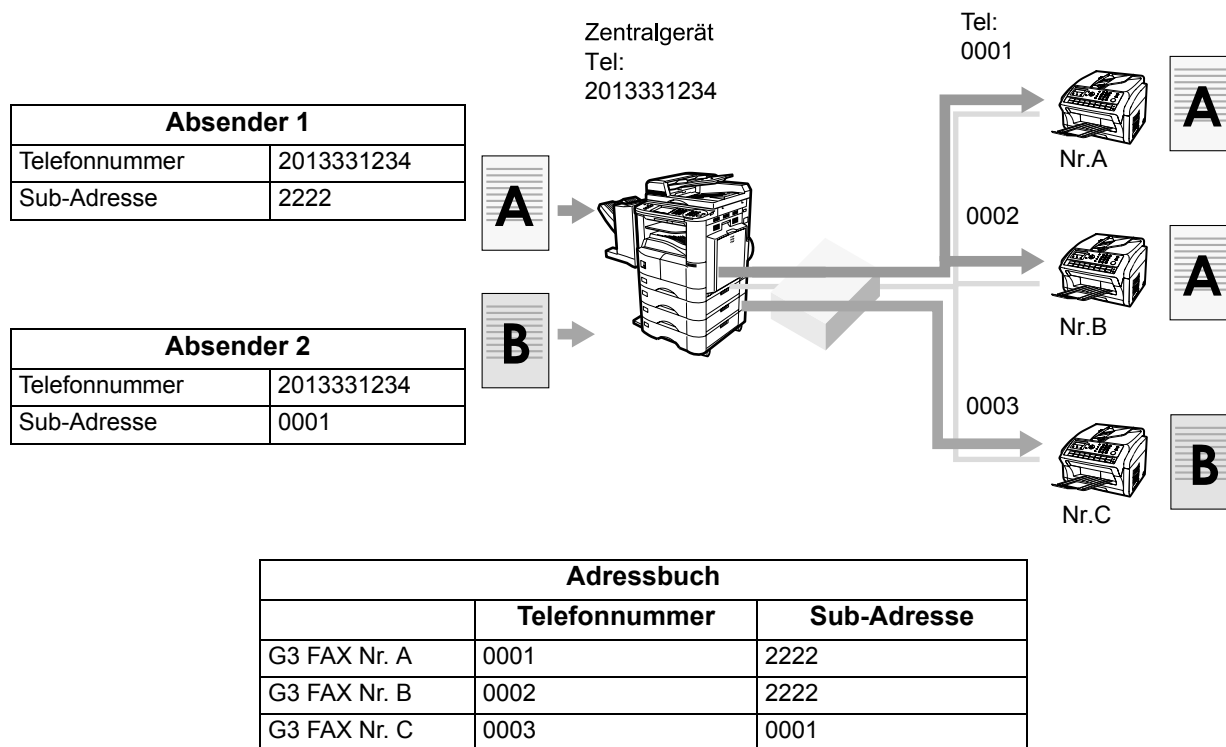 Zentralgerät
Tel:
2013331234
Tel:
0001
Absender 1
Telefonnummer 2013331234
Sub-Adresse 2222
A
A
Nr.A
0002
A
Nr.B
Absender 2
Telefonnummer 2013331234
Sub-Adresse 0001
B
0003
B
Nr.C
Adressbuch
Telefonnummer Sub-Adresse
G3 FAX Nr. A 0001 2222
G3 FAX Nr. B 0002 2222
G3 FAX Nr. C 0003 0001